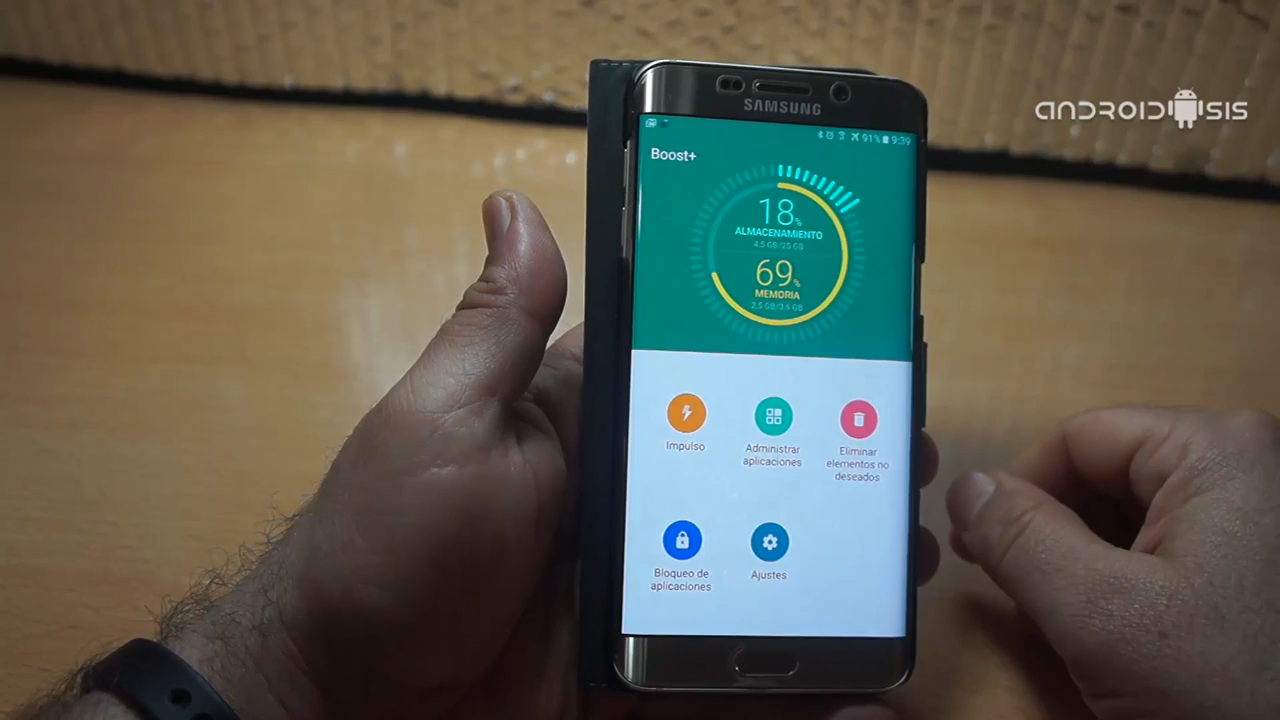 ANDROIDSIS
SAMSUNG
91% 9:39
Boost+
18%
ALMACENAMIENTO
4.5 GB/25 GB
69%
MEMORIA
2.5 GB/3.6 GB
Impulso
Administrar
aplicaciones
Eliminar
elementos no
deseados
Bloqueo de
aplicaciones
Ajustes